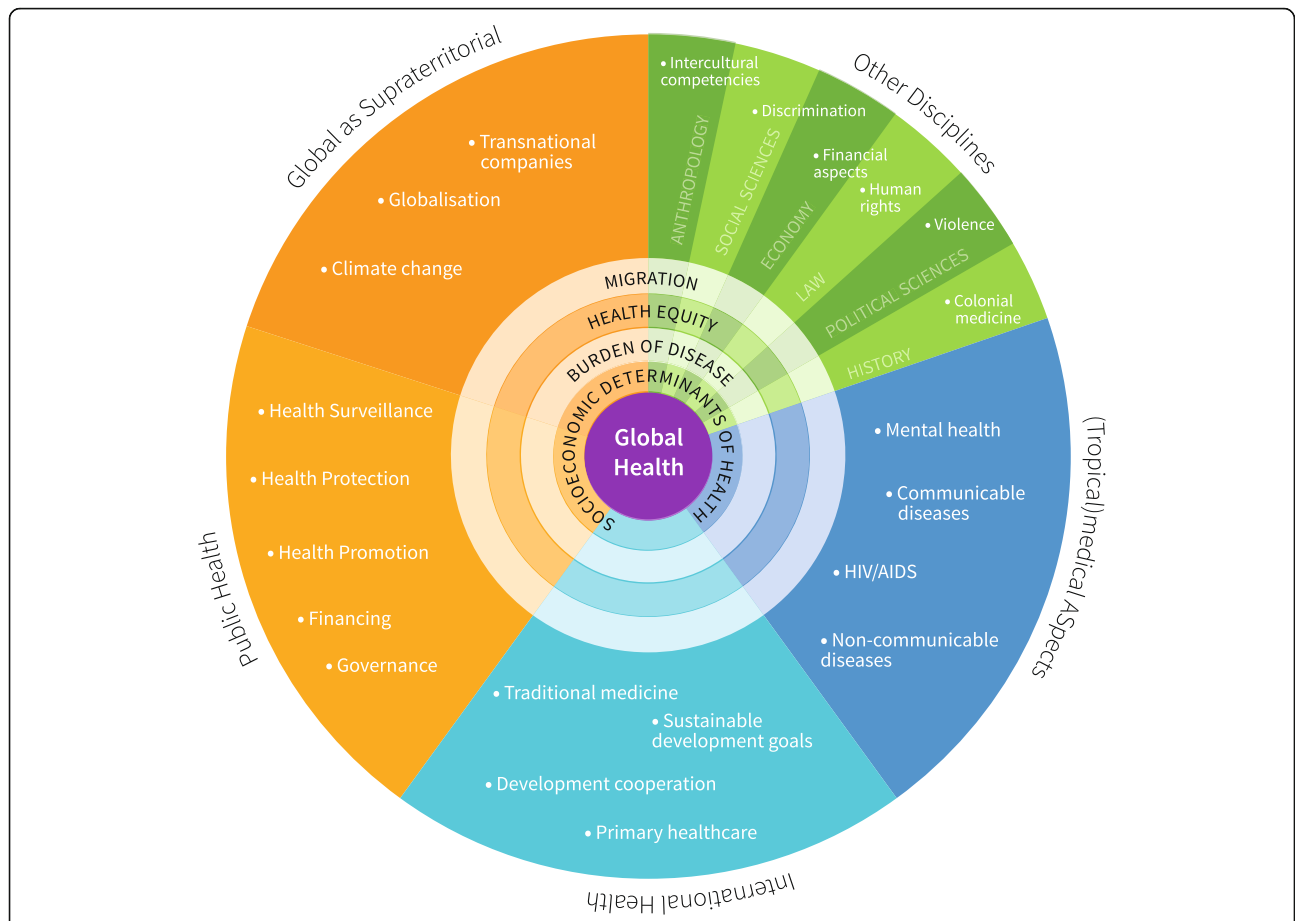 Global as Supraterritorial
• Transnational
companies
• Globalisation
• Climate change
Other Disciplines
• Intercultural
competencies
ANTHROPOLOGY
• Discrimination
SOCIAL SCIENCES
• Financial
aspects
ECONOMY
• Human
rights
LAW
• Violence
POLITICAL SCIENCES
• Colonial
medicine
HISTORY
MIGRATION
HEALTH EQUITY
BURDEN OF DISEASE
SOCIOECONOMIC DETERMINANTS OF HEALTH
Global
Health
(Tropical)medical ASpects
• Mental health
• Communicable
diseases
• HIV/AIDS
• Non-communicable
diseases
Public Health
• Health Surveillance
• Health Protection
• Health Promotion
• Financing
• Governance
• Traditional medicine
• Sustainable
development goals
• Development cooperation
• Primary healthcare
International Health